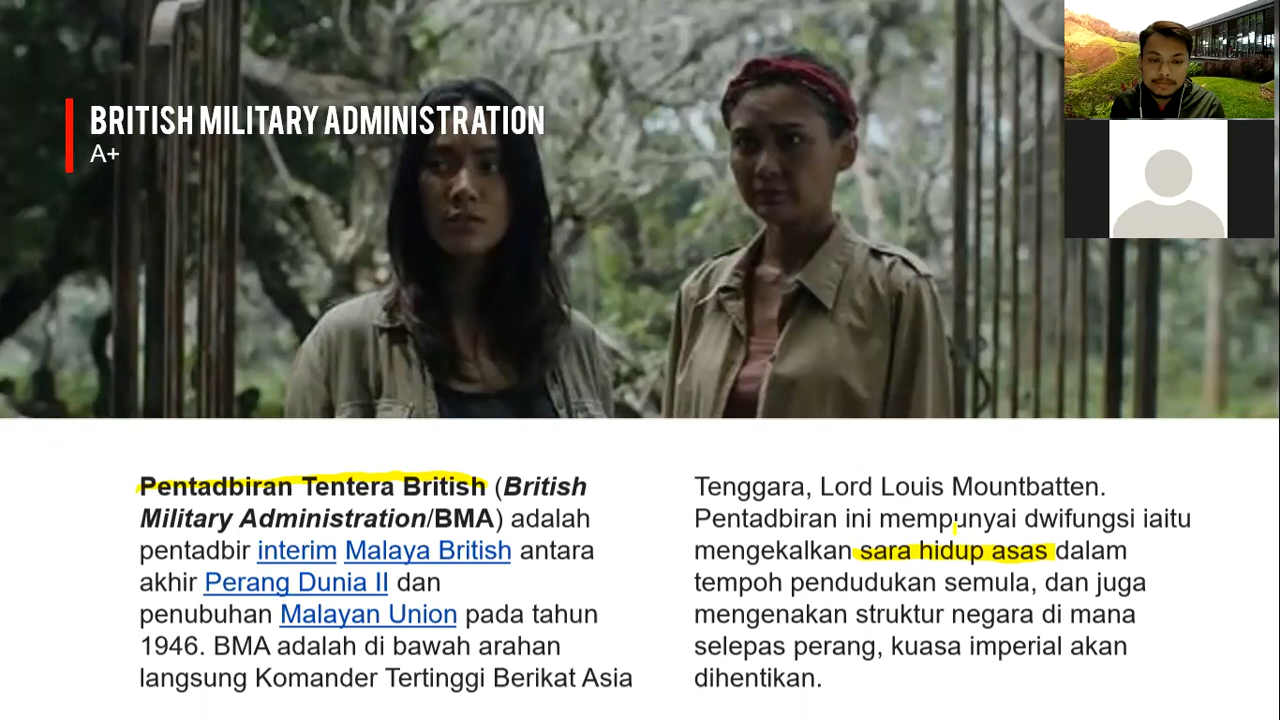 BRITISH MILITARY ADMINISTRATION
A+
Pentadbiran Tentera British (British
Military Administration/BMA) adalah
pentadbir interim Malaya British antara
akhir Perang Dunia II dan
penubuhan Malayan Union pada tahun
1946. BMA adalah di bawah arahan
langsung Komander Tertinggi Berikat Asia
Tenggara, Lord Louis Mountbatten.
Pentadbiran ini mempunyai dwifungsi iaitu
mengekalkan sara hidup asas dalam
tempoh pendudukan semula, dan juga
mengenakan struktur negara di mana
selepas perang, kuasa imperial akan
dihentikan.